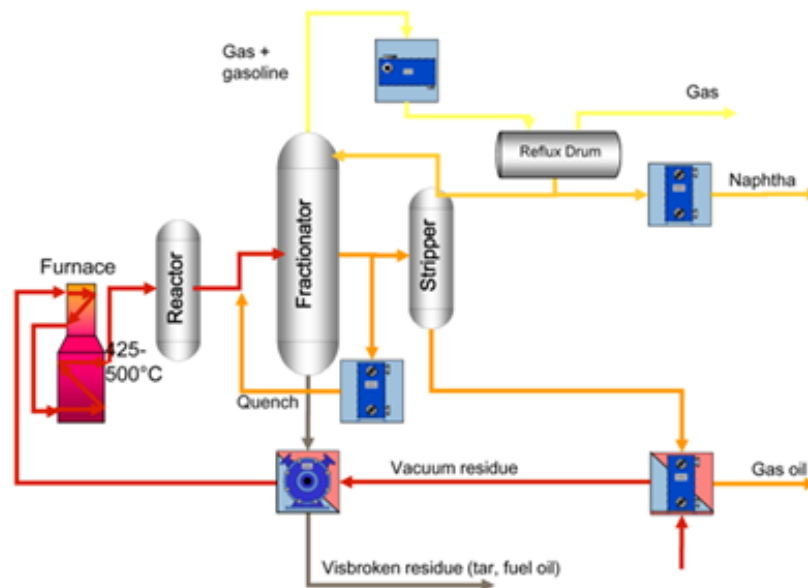 Gas +
gasoline
Gas
Reflux Drum
Naphtha
Fractionator
Stripper
Reactor
Furnace
425-
500°C
Quench
Vacuum residue
Gas oil
Visbroken residue (tar, fuel oil)